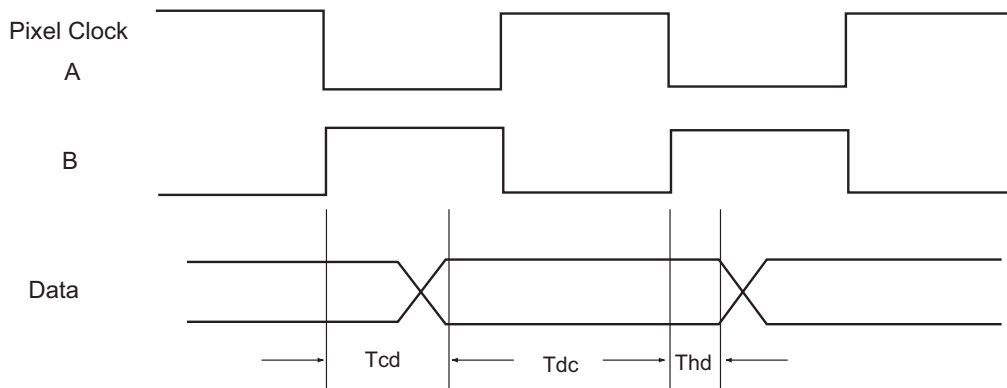 Pixel Clock
A
B
Data
Tcd
Tdc
Thd